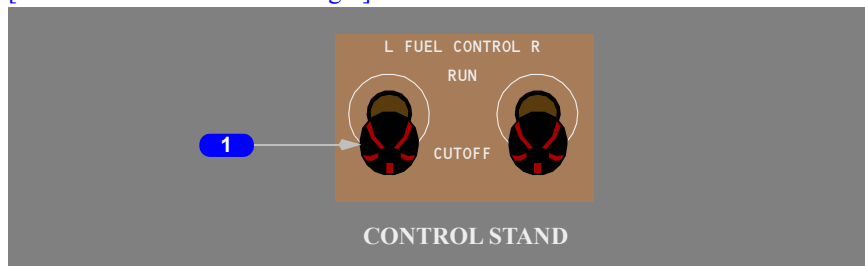 L FUEL CONTROL R
RUN
1
CUTOFF
CONTROL STAND